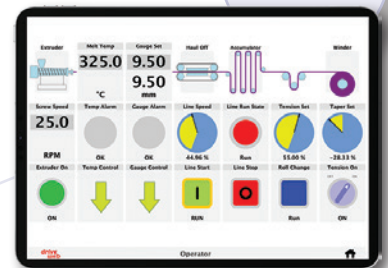 Extruder Melt Temp Gauge Set Haul Off Accumulator Winder
325.0 9.50
9.50
°C mm
Screw Speed Temp Alarm Gauge Alarm Line Speed Line Run State Tension Set Taper Set
25.0
RPM OK OK 44.96 % Run 55.00 % -28.33 %
Extruder On Temp Control Gauge Control Line Start Line Stop Roll Change Tension On
I O
ON RUN Run ON
drive web Operator